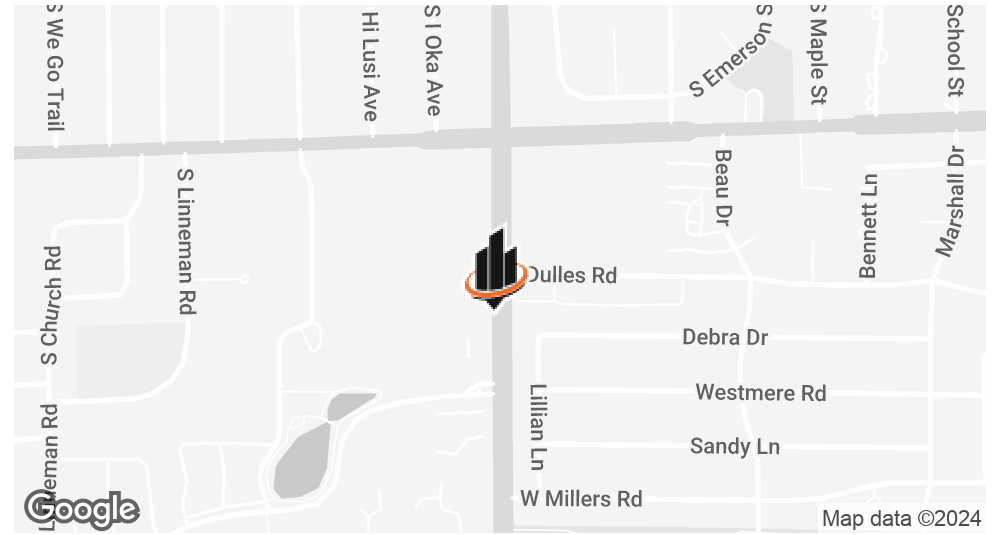 S We Go Trail
Hi Lusi Ave
S I Oka Ave
S Emerson S
S Maple St
School St
S Linneman Rd
Beau Dr
Bennett Ln
Marshall Dr
S Church Rd
Dulles Rd
Debra Dr
Lillian Ln
Westmere Rd
Linneman Rd
Sandy Ln
W Millers Rd
Google
Map data ©2024